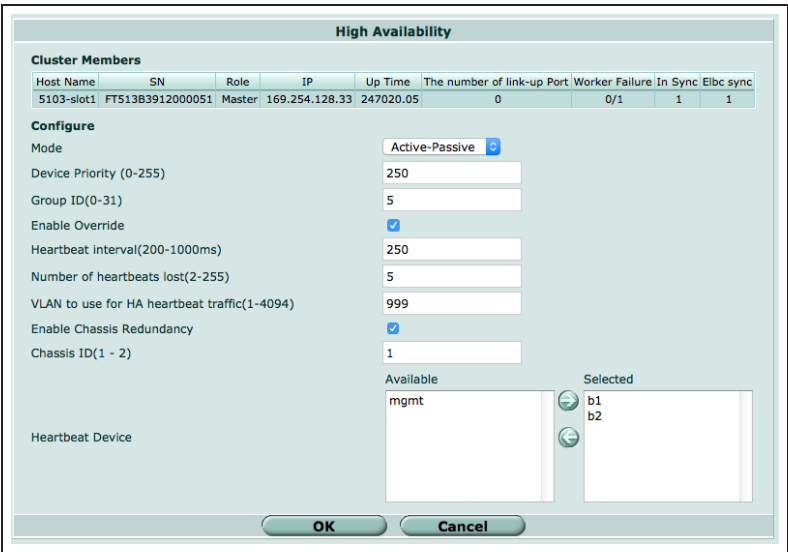 High Availability
Cluster Members
Host Name SN Role IP Up Time The number of link-up Port Worker Failure In Sync Elbc sync
5103-slot1 FT513B3912000051 Master 169.254.128.33 247020.05 0 0/1 1 1
Configure
Mode Active-Passive
Device Priority (0-255) 250
Group ID(0-31) 5
Enable Override
Heartbeat interval(200-1000ms) 250
Number of heartbeats lost(2-255) 5
VLAN to use for HA heartbeat traffic(1-4094) 999
Enable Chassis Redundancy
Chassis ID(1 - 2) 1
Available Selected
mgmt b1
b2
Heartbeat Device
OK Cancel